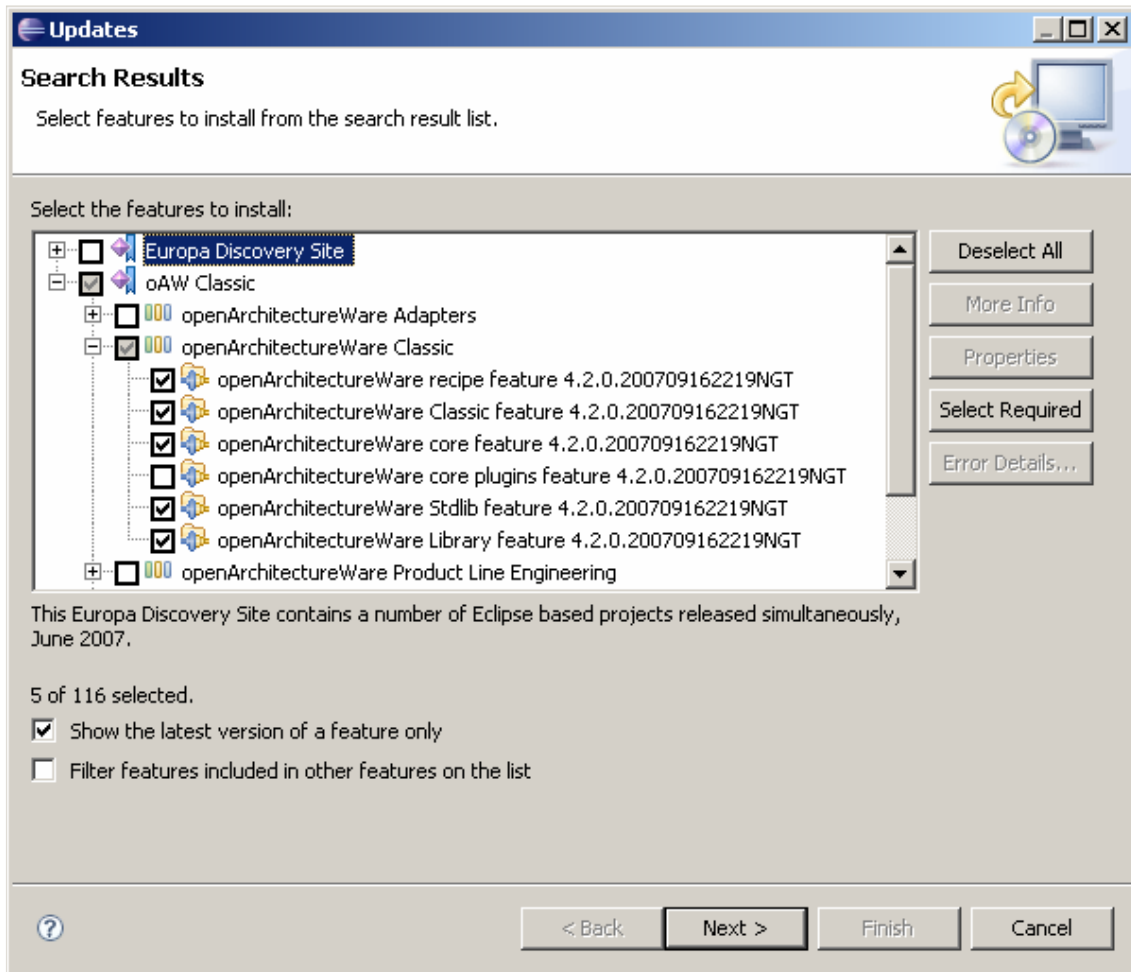 Updates
Search Results
Select features to install from the search result list.
Select the features to install:
Europa Discovery Site
oAW Classic
openArchitectureWare Adapters
openArchitectureWare Classic
openArchitectureWare recipe feature 4.2.0.200709162219NGT
openArchitectureWare Classic feature 4.2.0.200709162219NGT
openArchitectureWare core feature 4.2.0.200709162219NGT
openArchitectureWare core plugins feature 4.2.0.200709162219NGT
openArchitectureWare Stdlib feature 4.2.0.200709162219NGT
openArchitectureWare Library feature 4.2.0.200709162219NGT
openArchitectureWare Product Line Engineering
Deselect All
More Info
Properties
Select Required
Error Details...
This Europa Discovery Site contains a number of Eclipse based projects released simultaneously,
June 2007.
5 of 116 selected.
Show the latest version of a feature only
Filter features included in other features on the list
?
< Back
Next >
Finish
Cancel